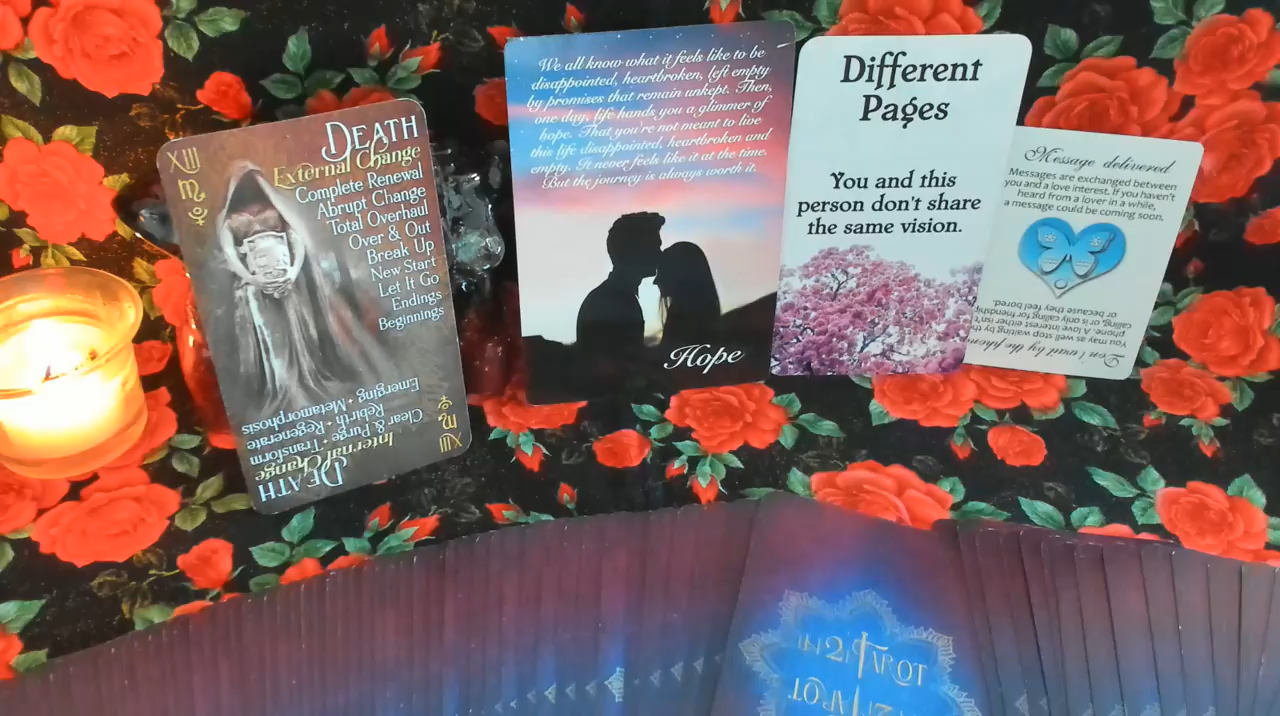 XIII
DEATH
External Change
Complete Renewal
Abrupt Change
Total Overhaul
Over & Out
Break Up
New Start
Let It Go
Endings
Beginnings
DEATH
Internal Change
Clear & Purge • Transform
Rebirth • Regenerate
Emerging • Metamorphosis
XIII
We all know what it feels like to be
disappointed, heartbroken, left empty
by promises that remain unkept. Then,
one day, life hands you a glimmer of
hope. That you're not meant to live
this life disappointed, heartbroken and
empty. It never feels like it at the time.
But the journey is always worth it.
Hope
Different
Pages
You and this
person don't share
the same vision.
Message delivered
Messages are exchanged between
you and a love interest. If you haven't
heard from a lover in a while,
a message could be coming soon.
Don't wait by the phone
may as well stop waiting by the
phone. A love interest either isn't
calling, or is only calling for friendship
or because they feel bored.
IN2IT TAROT
TAROT